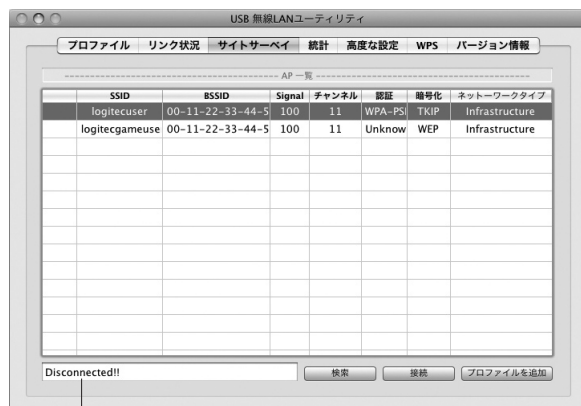 USB 無線LANユーティリティ
プロファイル リンク状況 サイトサーベイ 統計 高度な設定 WPS バージョン情報
AP 一覧
SSID BSSID Signal チャンネル 認証 暗号化 ネットーワークタイプ
logitecuser 00-11-22-33-44-5 100 11 WPA-PS TKIP Infrastructure
logitecgameuse 00-11-22-33-44-5 100 11 Unknow WEP Infrastructure
Disconnected!! 検索 接続 プロファイルを追加